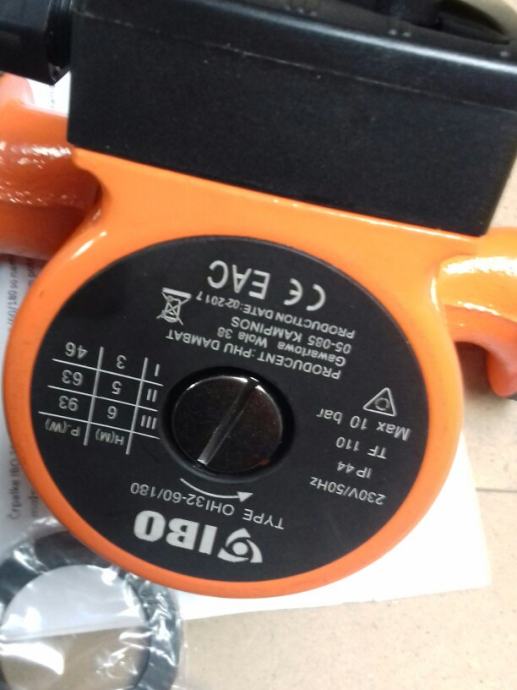 IBO
TYPE OHI32-60/180
230V/50Hz
IP 44
TF 110
Max 10 bar
H(M) P₁(W)
III 6 93
II 5 63
I 3 46
PRODUCENT :PHU DAMBAT
Gawartowa Wola 38
05-085 KAMPINOS
PRODUCTION DATE:02-2017
CE EAC